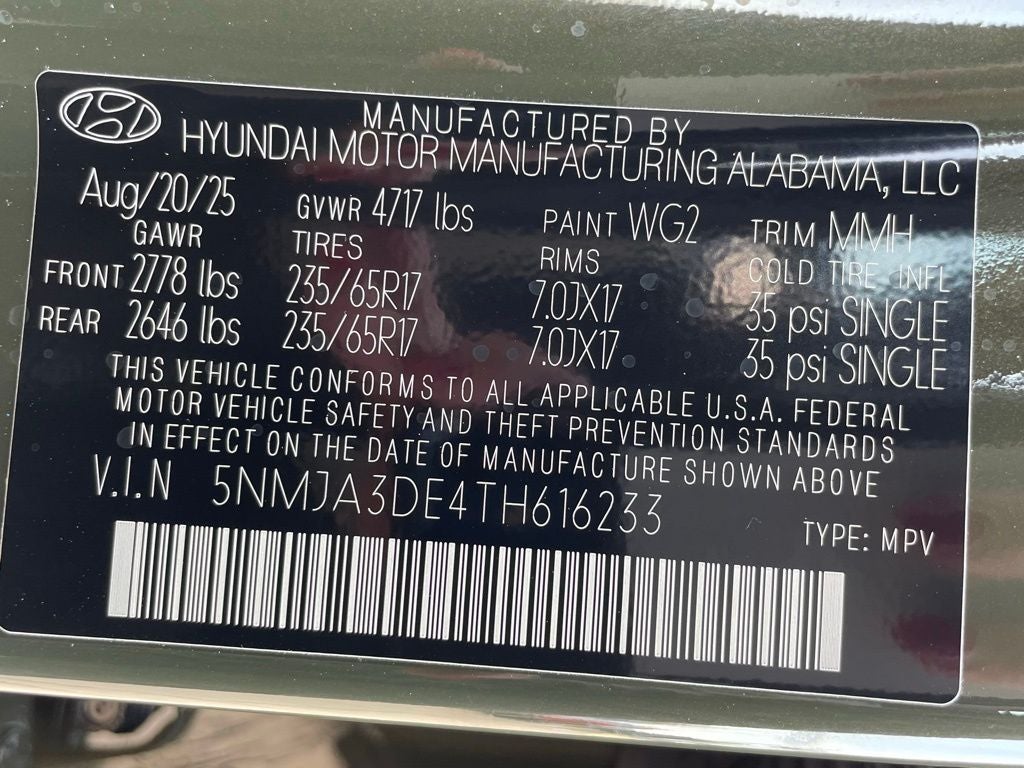 MANUFACTURED BY
HYUNDAI MOTOR MANUFACTURING ALABAMA, LLC
Aug/20/25 GVWR 4717 lbs PAINT WG2 TRIM MMH
GAWR TIRES RIMS COLD TIRE INFL
FRONT 2778 lbs 235/65R17 7.0JX17 35 psi SINGLE
REAR 2646 lbs 235/65R17 7.0JX17 35 psi SINGLE
THIS VEHICLE CONFORMS TO ALL APPLICABLE U.S.A. FEDERAL
MOTOR VEHICLE SAFETY AND THEFT PREVENTION STANDARDS
IN EFFECT ON THE DATE OF MANUFACTURE SHOWN ABOVE
V.I.N 5NMJA3DE4TH616233
TYPE: MPV